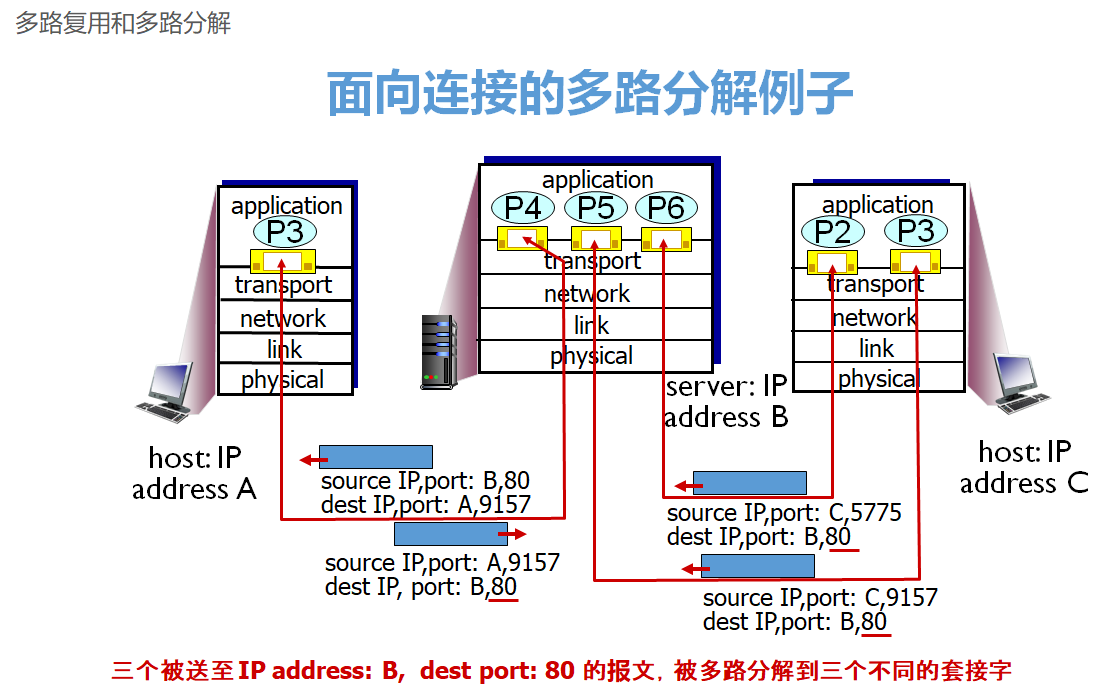 多路复用和多路分解
面向连接的多路分解例子
application
P3
transport
network
link
physical
host: IP
address A
application
P4 P5 P6
transport
network
link
physical
server: IP
address B
application
P2 P3
transport
network
link
physical
host: IP
address C
source IP,port: B,80
dest IP,port: A,9157
source IP,port: A,9157
dest IP, port: B,80
source IP,port: C,5775
dest IP,port: B,80
source IP,port: C,9157
dest IP,port: B,80
三个被送至 IP address: B, dest port: 80 的报文, 被多路分解到三个不同的套接字